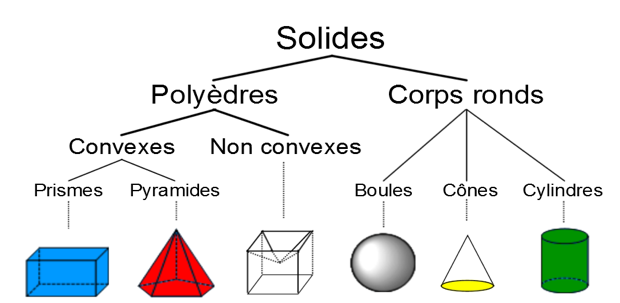 Solides
Polyèdres Corps ronds
Convexes Non convexes
Prismes Pyramides Boules Cônes Cylindres